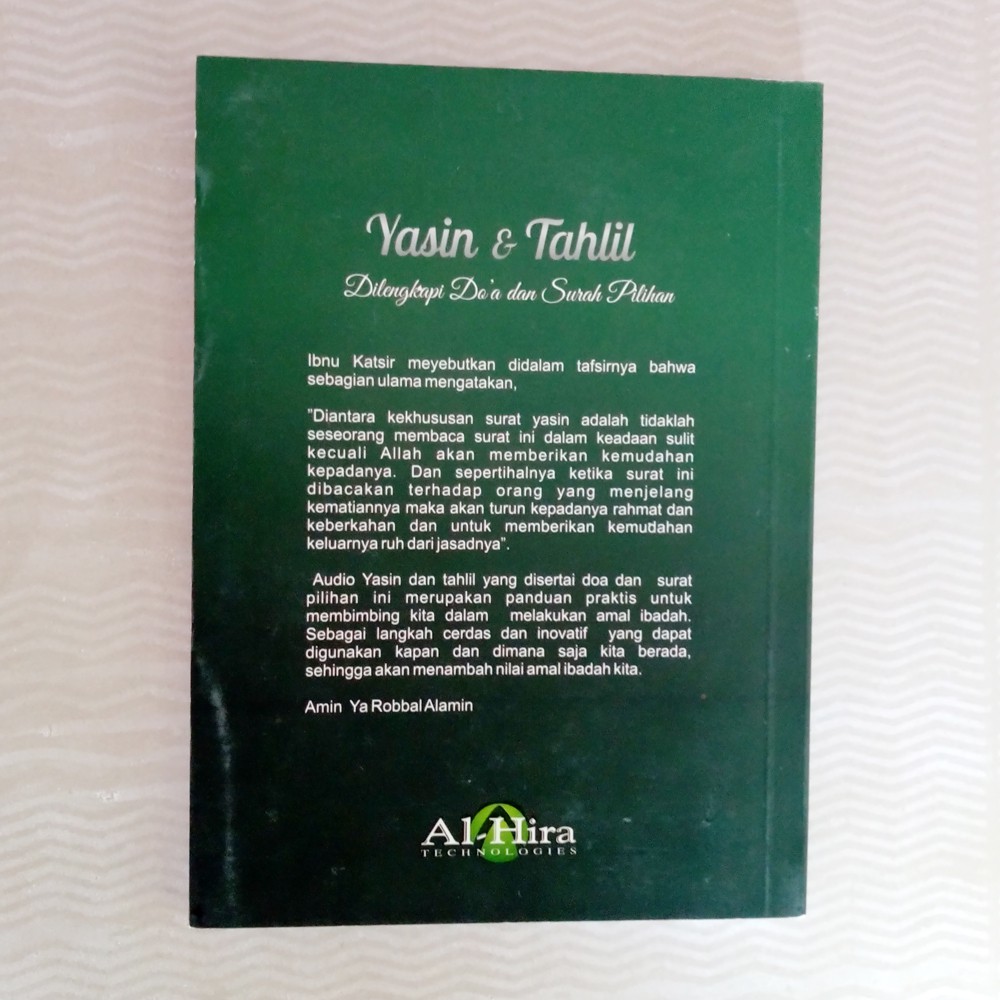 Yasin & Tahlil
Dilengkapi Do'a dan Surah Pilihan
Ibnu Katsir meyebutkan didalam tafsirnya bahwa
sebagian ulama mengatakan,
"Diantara kekhususan surat yasin adalah tidaklah
seseorang membaca surat ini dalam keadaan sulit
kecuali Allah akan memberikan kemudahan
kepadanya. Dan sepertihalnya ketika surat ini
dibacakan terhadap orang yang menjelang
kematiannya maka akan turun kepadanya rahmat dan
keberkahan dan untuk memberikan kemudahan
keluarnya ruh dari jasadnya".
Audio Yasin dan tahlil yang disertai doa dan surat
pilihan ini merupakan panduan praktis untuk
membimbing kita dalam melakukan amal ibadah.
Sebagai langkah cerdas dan inovatif yang dapat
digunakan kapan dan dimana saja kita berada,
sehingga akan menambah nilai amal ibadah kita.
Amin Ya Robbal Alamin
Al-Hira
TECHNOLOGIES